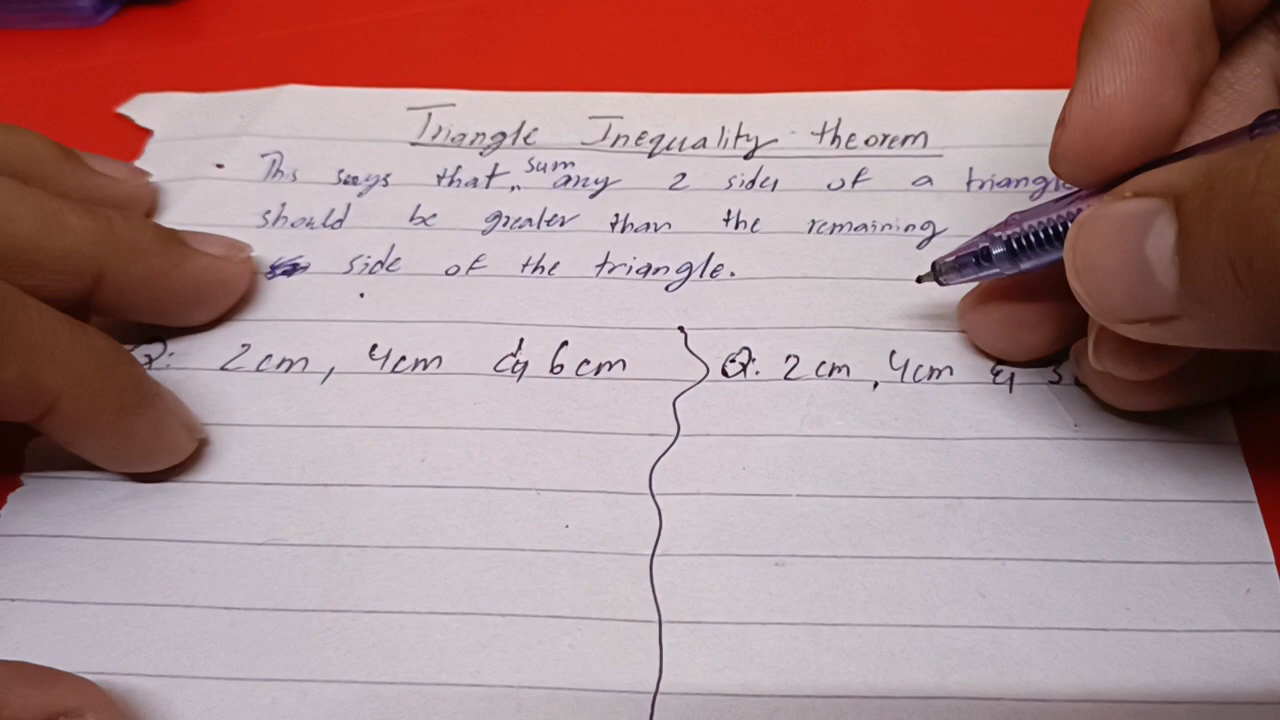 Triangle Inequality theorem
• This says that sum any 2 sides of a triangle
should be greater than the remaining
side of the triangle.
Q: 2cm, 4cm & 6cm
Q: 2cm, 4cm &